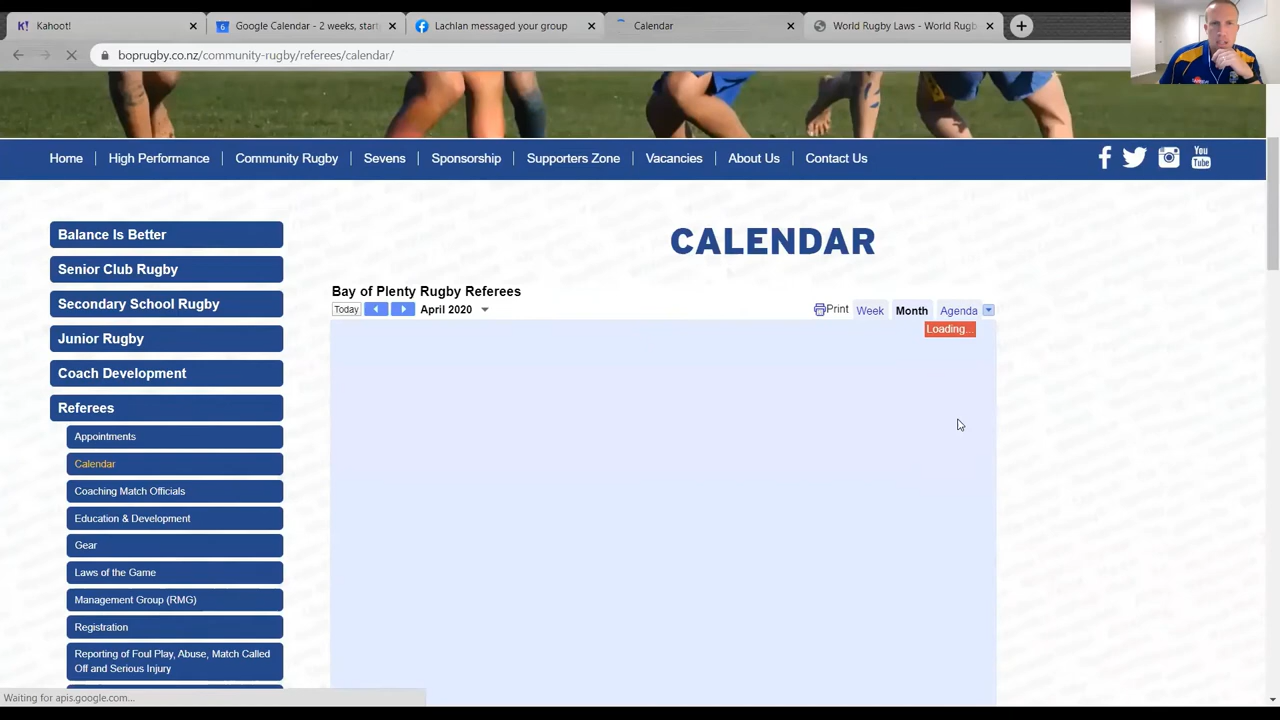 Kahoot!
Google Calendar - 2 weeks, start
Lachlan messaged your group
Calendar
World Rugby Laws - World Rugb
boprugby.co.nz/community-rugby/referees/calendar/
Home
High Performance
Community Rugby
Sevens
Sponsorship
Supporters Zone
Vacancies
About Us
Contact Us
You
Tube
Balance Is Better
Senior Club Rugby
Secondary School Rugby
Junior Rugby
Coach Development
Referees
Appointments
Calendar
Coaching Match Officials
Education & Development
Gear
Laws of the Game
Management Group (RMG)
Registration
Reporting of Foul Play, Abuse, Match Called
Off and Serious Injury
CALENDAR
Bay of Plenty Rugby Referees
Today
April 2020
Print
Week
Month
Agenda
Loading...
Waiting for apis.google.com...